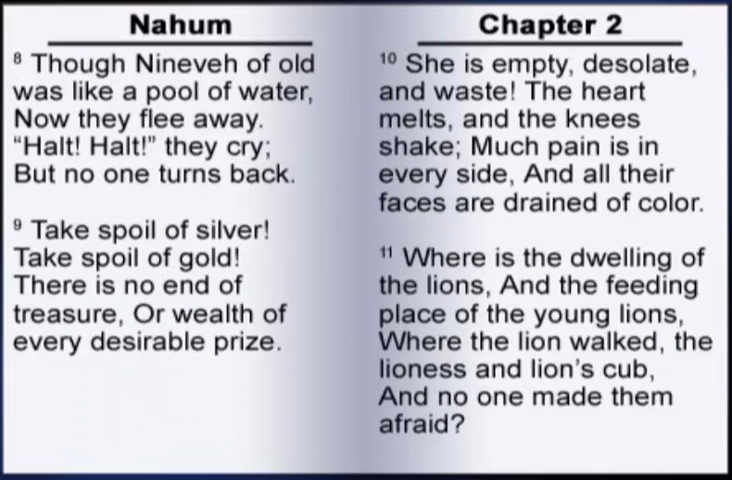 Nahum
⁸ Though Nineveh of old
was like a pool of water,
Now they flee away.
“Halt! Halt!” they cry;
But no one turns back.
⁹ Take spoil of silver!
Take spoil of gold!
There is no end of
treasure, Or wealth of
every desirable prize.
Chapter 2
¹⁰ She is empty, desolate,
and waste! The heart
melts, and the knees
shake; Much pain is in
every side, And all their
faces are drained of color.
¹¹ Where is the dwelling of
the lions, And the feeding
place of the young lions,
Where the lion walked, the
lioness and lion’s cub,
And no one made them
afraid?